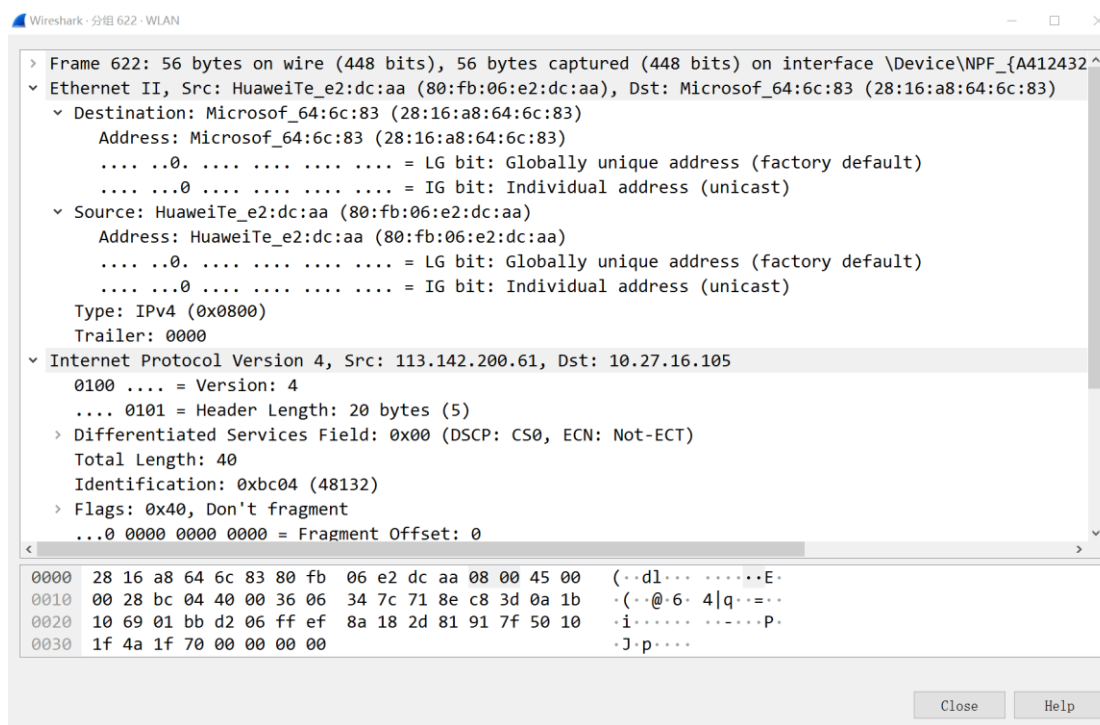 Wireshark · 分组 622 · WLAN
Frame 622: 56 bytes on wire (448 bits), 56 bytes captured (448 bits) on interface \Device\NPF_{A412432
Ethernet II, Src: HuaweiTe_e2:dc:aa (80:fb:06:e2:dc:aa), Dst: Microsof_64:6c:83 (28:16:a8:64:6c:83)
Destination: Microsof_64:6c:83 (28:16:a8:64:6c:83)
Address: Microsof_64:6c:83 (28:16:a8:64:6c:83)
.... ..0. .... .... .... .... = LG bit: Globally unique address (factory default)
.... ...0 .... .... .... .... = IG bit: Individual address (unicast)
Source: HuaweiTe_e2:dc:aa (80:fb:06:e2:dc:aa)
Address: HuaweiTe_e2:dc:aa (80:fb:06:e2:dc:aa)
.... ..0. .... .... .... .... = LG bit: Globally unique address (factory default)
.... ...0 .... .... .... .... = IG bit: Individual address (unicast)
Type: IPv4 (0x0800)
Trailer: 0000
Internet Protocol Version 4, Src: 113.142.200.61, Dst: 10.27.16.105
0100 .... = Version: 4
.... 0101 = Header Length: 20 bytes (5)
Differentiated Services Field: 0x00 (DSCP: CS0, ECN: Not-ECT)
Total Length: 40
Identification: 0xbc04 (48132)
Flags: 0x40, Don't fragment
...0 0000 0000 0000 = Fragment Offset: 0
0000 28 16 a8 64 6c 83 80 fb 06 e2 dc aa 08 00 45 00 (··dl··· ······E·
0010 00 28 bc 04 40 00 36 06 34 7c 71 8e c8 3d 0a 1b ·(··@·6· 4|q··=··
0020 10 69 01 bb d2 06 ff ef 8a 18 2d 81 91 7f 50 10 ·i······ ··-···P·
0030 1f 4a 1f 70 00 00 00 00 ·J·p····
Close Help